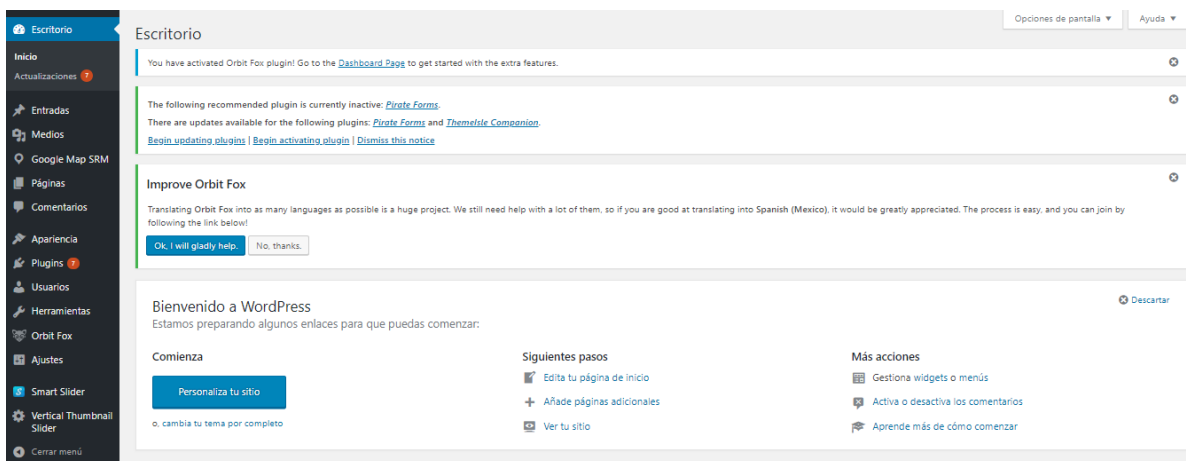 Escritorio
Inicio
Actualizaciones 7
Entradas
Medios
Google Map SRM
Páginas
Comentarios
Apariencia
Plugins 7
Usuarios
Herramientas
Orbit Fox
Ajustes
Smart Slider
Vertical Thumbnail
Slider
Cerrar menú
Opciones de pantalla ▼
Ayuda ▼
Escritorio
You have activated Orbit Fox plugin! Go to the Dashboard Page to get started with the extra features.
The following recommended plugin is currently inactive: Pirate Forms.
There are updates available for the following plugins: Pirate Forms and ThemeIsle Companion.
Begin updating plugins | Begin activating plugin | Dismiss this notice
Improve Orbit Fox
Translating Orbit Fox into as many languages as possible is a huge project. We still need help with a lot of them, so if you are good at translating into Spanish (Mexico), it would be greatly appreciated. The process is easy, and you can join by
following the link below!
Ok, I will gladly help.
No, thanks.
Bienvenido a WordPress
Descartar
Estamos preparando algunos enlaces para que puedas comenzar:
Comienza
Personaliza tu sitio
o, cambia tu tema por completo
Siguientes pasos
Edita tu página de inicio
Añade páginas adicionales
Ver tu sitio
Más acciones
Gestiona widgets o menús
Activa o desactiva los comentarios
Aprende más de cómo comenzar